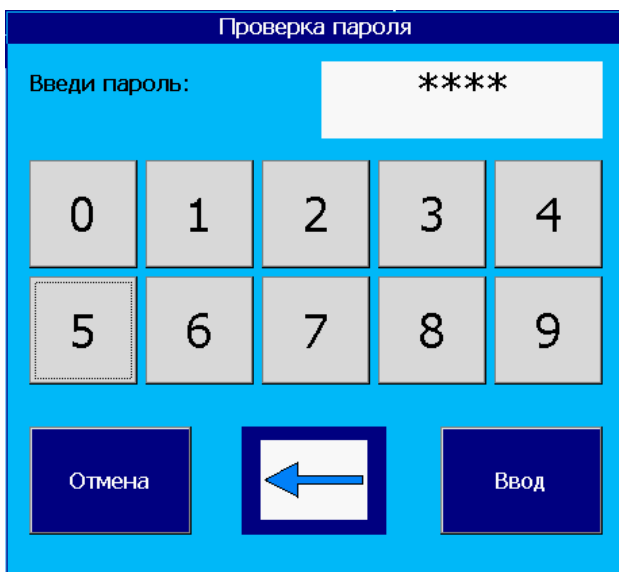 Проверка пароля
Введи пароль: ****
0 1 2 3 4
5 6 7 8 9
Отмена Ввод